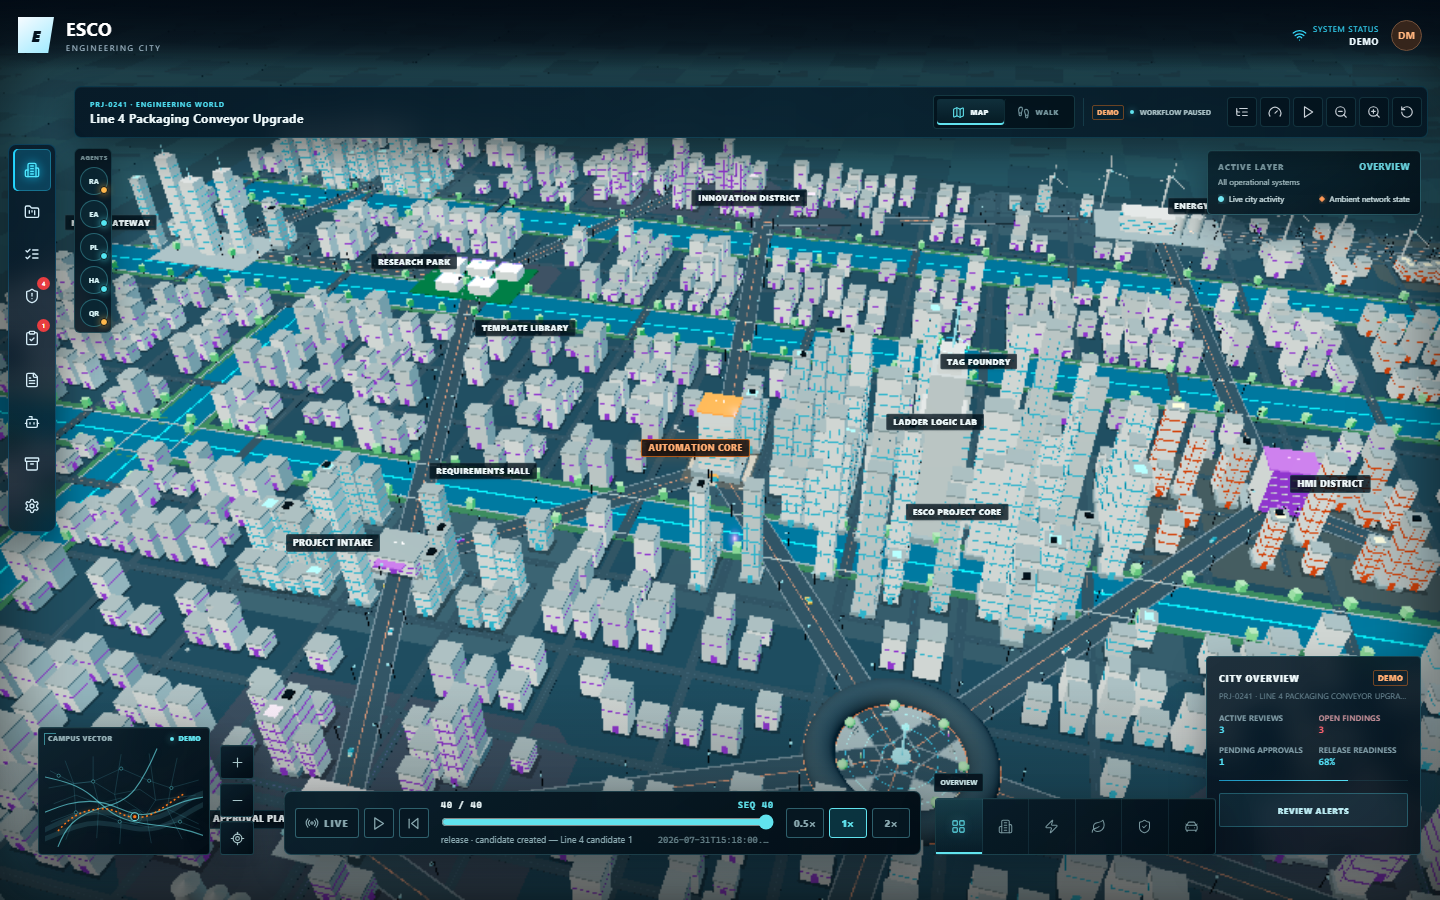 E
ESCO
ENGINEERING CITY
SYSTEM STATUS
DEMO
DM
PRJ-0241 · ENGINEERING WORLD
Line 4 Packaging Conveyor Upgrade
MAP
WALK
DEMO
WORKFLOW PAUSED
AGENTS
RA
EA
PL
HA
QR
4
1
ACTIVE LAYER
OVERVIEW
All operational systems
Live city activity
Ambient network state
ATEWAY
INNOVATION DISTRICT
ENERGY
RESEARCH PARK
TEMPLATE LIBRARY
TAG FOUNDRY
LADDER LOGIC LAB
AUTOMATION CORE
REQUIREMENTS HALL
HMI DISTRICT
ESCO PROJECT CORE
PROJECT INTAKE
CITY OVERVIEW
DEMO
PRJ-0241 · LINE 4 PACKAGING CONVEYOR UPGRA...
ACTIVE REVIEWS
3
OPEN FINDINGS
3
PENDING APPROVALS
1
RELEASE READINESS
68%
REVIEW ALERTS
CAMPUS VECTOR
DEMO
APPROVAL PLA
LIVE
40 / 40
SEQ 40
release · candidate created — Line 4 candidate 1
2026-07-31T15:18:00...
0.5×
1×
2×
OVERVIEW